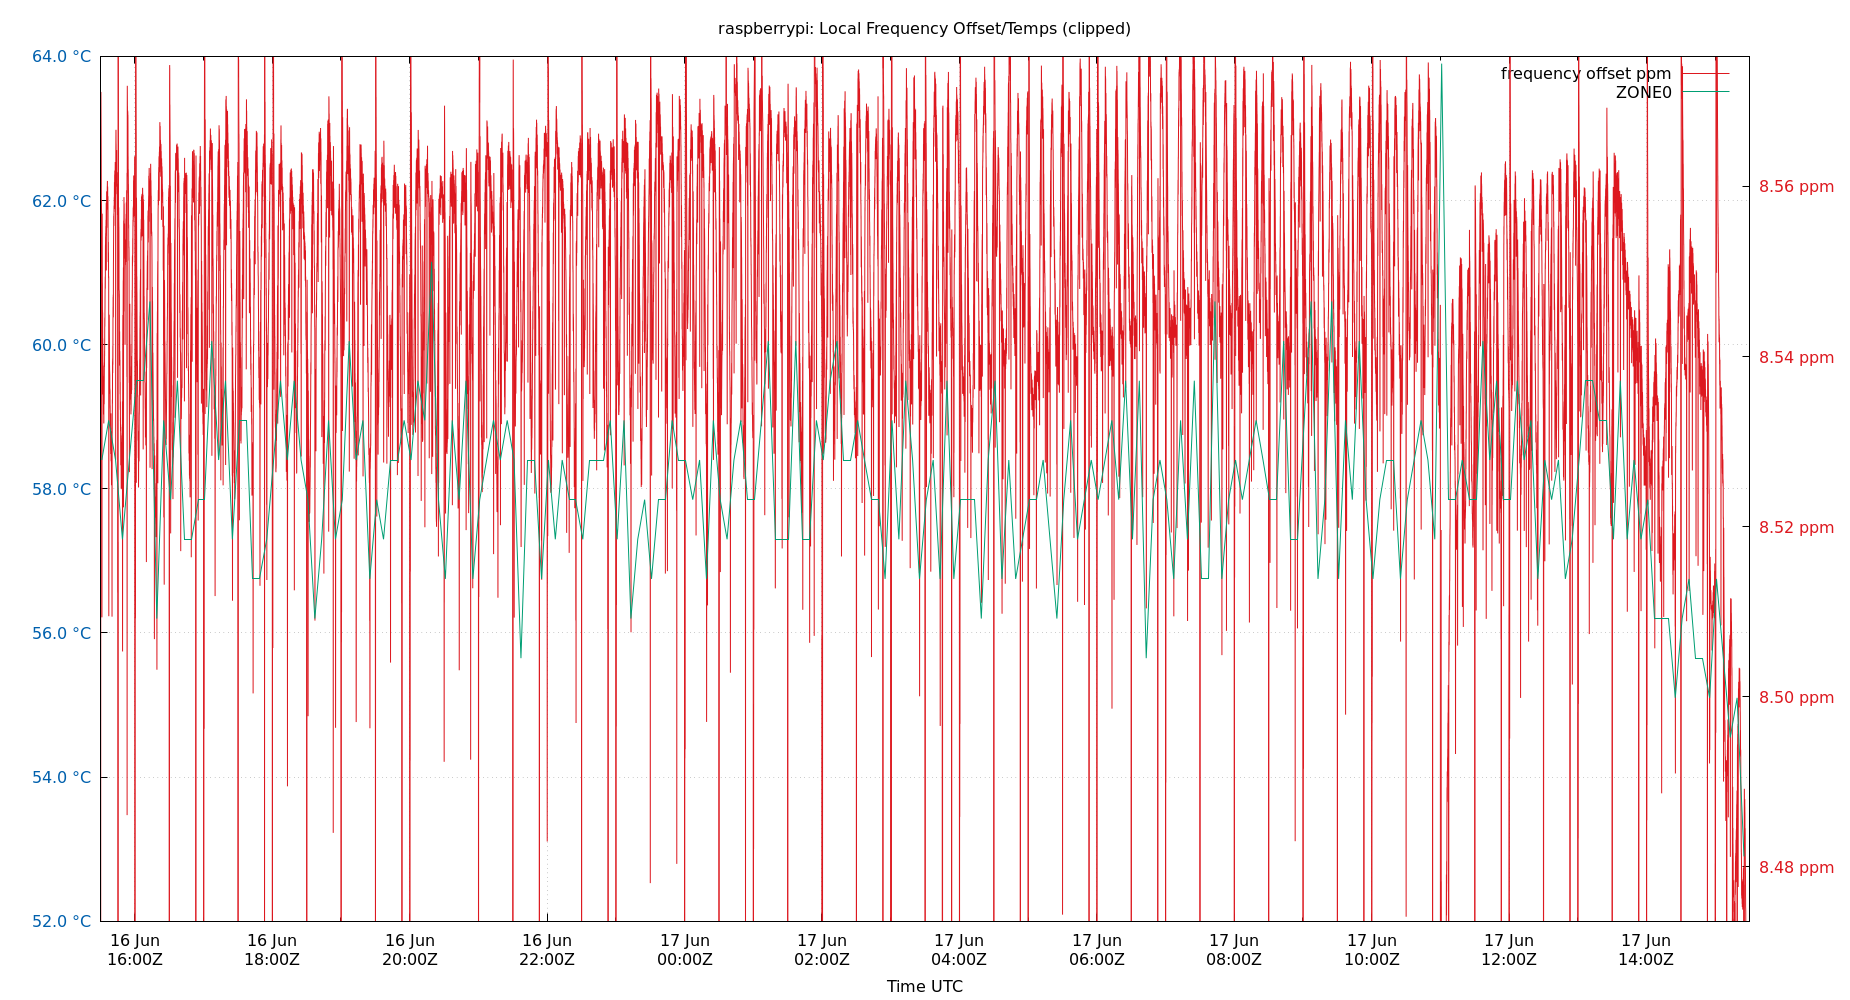 raspberrypi: Local Frequency Offset/Temps (clipped)
64.0 °C
62.0 °C
60.0 °C
58.0 °C
56.0 °C
54.0 °C
52.0 °C
frequency offset ppm
ZONE0
8.56 ppm
8.54 ppm
8.52 ppm
8.50 ppm
8.48 ppm
16 Jun 16 Jun 16 Jun 16 Jun 17 Jun 17 Jun 17 Jun 17 Jun 17 Jun 17 Jun 17 Jun 17 Jun
16:00Z 18:00Z 20:00Z 22:00Z 00:00Z 02:00Z 04:00Z 06:00Z 08:00Z 10:00Z 12:00Z 14:00Z
Time UTC